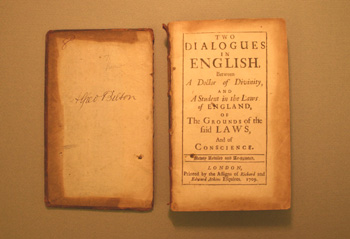 TWO
DIALOGUES
IN
ENGLISH,
Between
A Doctor of Divinity,
AND
A Student in the Laws
of ENGLAND,
OF
The GROUNDS of the
said LAWS,
And of
CONSCIENCE.
LONDON,
Printed by the Assigns of Richard and
Edward Atkins Esquires. 1709.